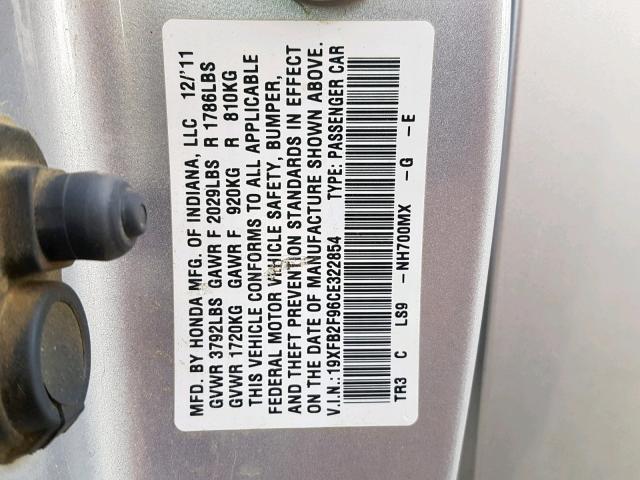 MFD. BY HONDA MFG. OF INDIANA, LLC 12/'11
GVWR 3792LBS GAWR F 2029LBS R 1786LBS
GVWR 1720KG GAWR F 920KG R 810KG
THIS VEHICLE CONFORMS TO ALL APPLICABLE
FEDERAL MOTOR VEHICLE SAFETY, BUMPER,
AND THEFT PREVENTION STANDARDS IN EFFECT
ON THE DATE OF MANUFACTURE SHOWN ABOVE.
V.I.N.: 19XFB2F96CE322854 TYPE: PASSENGER CAR
TR3 C LS9 -NH700MX -G -E